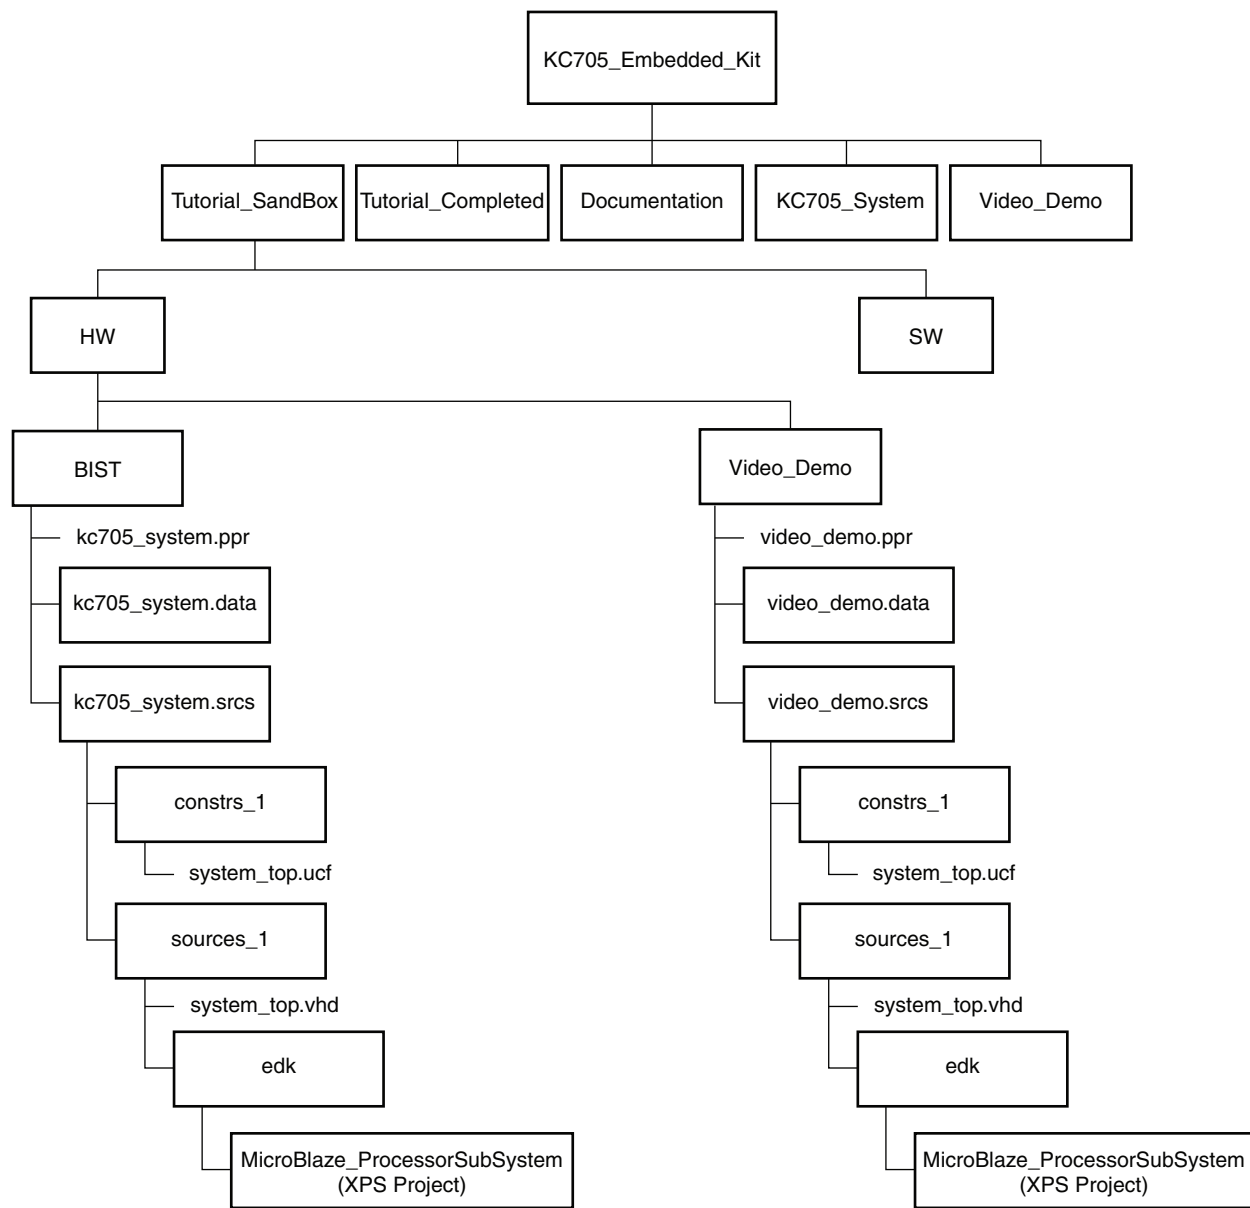 KC705_Embedded_Kit
Tutorial_SandBox
Tutorial_Completed
Documentation
KC705_System
Video_Demo
HW
SW
BIST
Video_Demo
kc705_system.ppr
video_demo.ppr
kc705_system.data
video_demo.data
kc705_system.srcs
video_demo.srcs
constrs_1
constrs_1
system_top.ucf
system_top.ucf
sources_1
sources_1
system_top.vhd
system_top.vhd
edk
edk
MicroBlaze_ProcessorSubSystem
(XPS Project)
MicroBlaze_ProcessorSubSystem
(XPS Project)